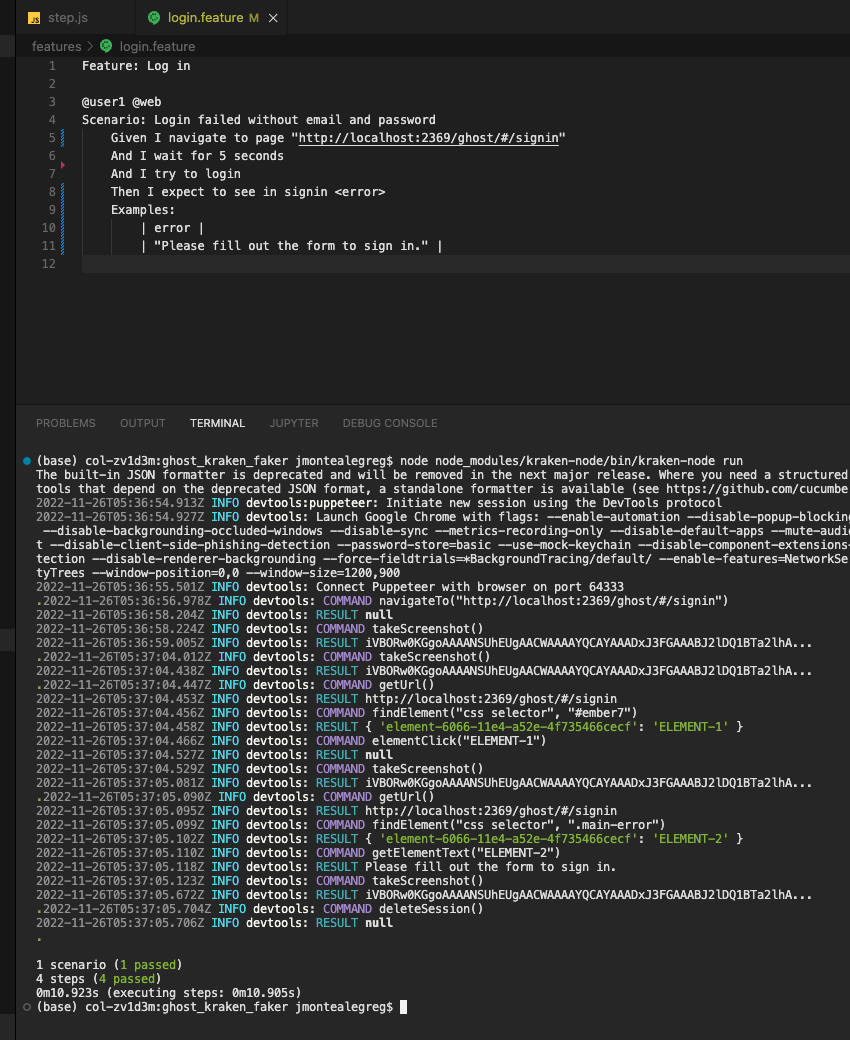 JS step.js login.feature M ×
features > login.feature
1 Feature: Log in
2
3 @user1 @web
4 Scenario: Login failed without email and password
5 Given I navigate to page "http://localhost:2369/ghost/#/signin"
6 And I wait for 5 seconds
7 And I try to login
8 Then I expect to see in signin <error>
9 Examples:
10 | error |
11 | "Please fill out the form to sign in." |
12
PROBLEMS OUTPUT TERMINAL JUPYTER DEBUG CONSOLE
(base) col-zv1d3m:ghost_kraken_faker jmontealegreg$ node node_modules/kraken-node/bin/kraken-node run
The built-in JSON formatter is deprecated and will be removed in the next major release. Where you need a structured
tools that depend on the deprecated JSON format, a standalone formatter is available (see https://github.com/cucumbe
2022-11-26T05:36:54.913Z INFO devtools:puppeteer: Initiate new session using the DevTools protocol
2022-11-26T05:36:54.927Z INFO devtools: Launch Google Chrome with flags: --enable-automation --disable-popup-blocking
--disable-backgrounding-occluded-windows --disable-sync --metrics-recording-only --disable-default-apps --mute-audi
t --disable-client-side-phishing-detection --password-store=basic --use-mock-keychain --disable-component-extensions-
tection --disable-renderer-backgrounding --force-fieldtrials=*BackgroundTracing/default/ --enable-features=NetworkSe
tyTrees --window-position=0,0 --window-size=1200,900
2022-11-26T05:36:55.501Z INFO devtools: Connect Puppeteer with browser on port 64333
.2022-11-26T05:36:56.978Z INFO devtools: COMMAND navigateTo("http://localhost:2369/ghost/#/signin")
2022-11-26T05:36:58.204Z INFO devtools: RESULT null
2022-11-26T05:36:58.224Z INFO devtools: COMMAND takeScreenshot()
2022-11-26T05:36:59.005Z INFO devtools: RESULT iVBORw0KGgoAAAANSUhEUgAACWAAAAYQCAYAAADxJ3FGAAABJ2lDQ1BTa2lhA...
.2022-11-26T05:37:04.012Z INFO devtools: COMMAND takeScreenshot()
2022-11-26T05:37:04.438Z INFO devtools: RESULT iVBORw0KGgoAAAANSUhEUgAACWAAAAYQCAYAAADxJ3FGAAABJ2lDQ1BTa2lhA...
.2022-11-26T05:37:04.447Z INFO devtools: COMMAND getUrl()
2022-11-26T05:37:04.453Z INFO devtools: RESULT http://localhost:2369/ghost/#/signin
2022-11-26T05:37:04.456Z INFO devtools: COMMAND findElement("css selector", "#ember7")
2022-11-26T05:37:04.458Z INFO devtools: RESULT { 'element-6066-11e4-a52e-4f735466cecf': 'ELEMENT-1' }
2022-11-26T05:37:04.466Z INFO devtools: COMMAND elementClick("ELEMENT-1")
2022-11-26T05:37:04.527Z INFO devtools: RESULT null
2022-11-26T05:37:04.529Z INFO devtools: COMMAND takeScreenshot()
2022-11-26T05:37:05.081Z INFO devtools: RESULT iVBORw0KGgoAAAANSUhEUgAACWAAAAYQCAYAAADxJ3FGAAABJ2lDQ1BTa2lhA...
.2022-11-26T05:37:05.090Z INFO devtools: COMMAND getUrl()
2022-11-26T05:37:05.095Z INFO devtools: RESULT http://localhost:2369/ghost/#/signin
2022-11-26T05:37:05.099Z INFO devtools: COMMAND findElement("css selector", ".main-error")
2022-11-26T05:37:05.102Z INFO devtools: RESULT { 'element-6066-11e4-a52e-4f735466cecf': 'ELEMENT-2' }
2022-11-26T05:37:05.110Z INFO devtools: COMMAND getElementText("ELEMENT-2")
2022-11-26T05:37:05.118Z INFO devtools: RESULT Please fill out the form to sign in.
2022-11-26T05:37:05.123Z INFO devtools: COMMAND takeScreenshot()
2022-11-26T05:37:05.672Z INFO devtools: RESULT iVBORw0KGgoAAAANSUhEUgAACWAAAAYQCAYAAADxJ3FGAAABJ2lDQ1BTa2lhA...
.2022-11-26T05:37:05.704Z INFO devtools: COMMAND deleteSession()
2022-11-26T05:37:05.706Z INFO devtools: RESULT null
.
1 scenario (1 passed)
4 steps (4 passed)
0m10.923s (executing steps: 0m10.905s)
(base) col-zv1d3m:ghost_kraken_faker jmontealegreg$